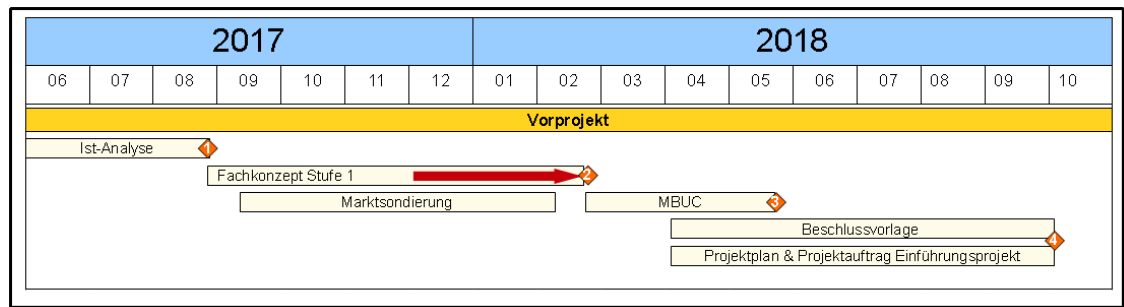 2017 2018
06 07 08 09 10 11 12 01 02 03 04 05 06 07 08 09 10
Vorprojekt
Ist-Analyse 1
Fachkonzept Stufe 1 2
Marktsondierung MBUC 3
Beschlussvorlage
4
Projektplan & Projektauftrag Einführungsprojekt